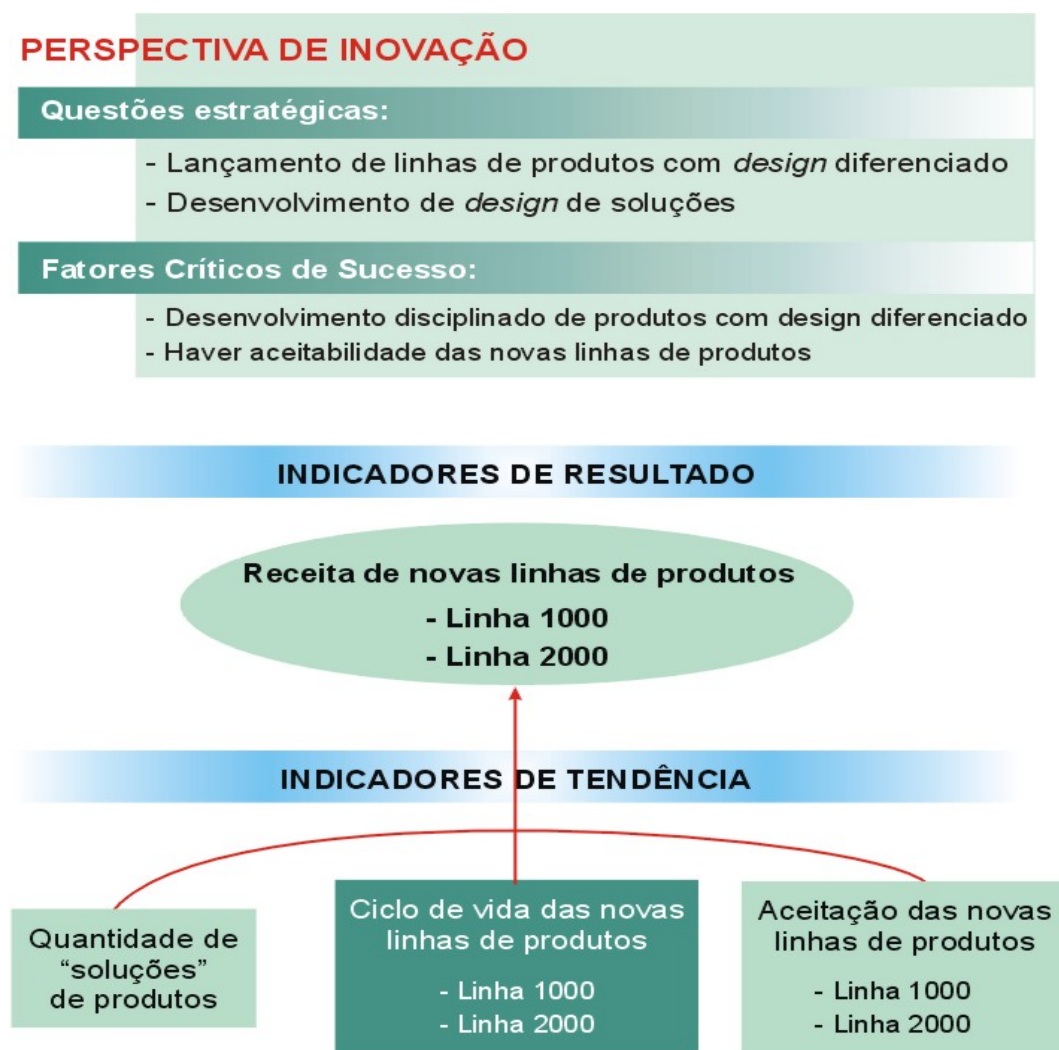 PERSPECTIVA DE INOVAÇÃO
Questões estratégicas:
- Lançamento de linhas de produtos com design diferenciado
- Desenvolvimento de design de soluções
Fatores Críticos de Sucesso:
- Desenvolvimento disciplinado de produtos com design diferenciado
- Haver aceitabilidade das novas linhas de produtos
INDICADORES DE RESULTADO
Receita de novas linhas de produtos
- Linha 1000
- Linha 2000
INDICADORES DE TENDÊNCIA
Quantidade de
“soluções”
de produtos
Ciclo de vida das novas
linhas de produtos
- Linha 1000
- Linha 2000
Aceitação das novas
linhas de produtos
- Linha 1000
- Linha 2000